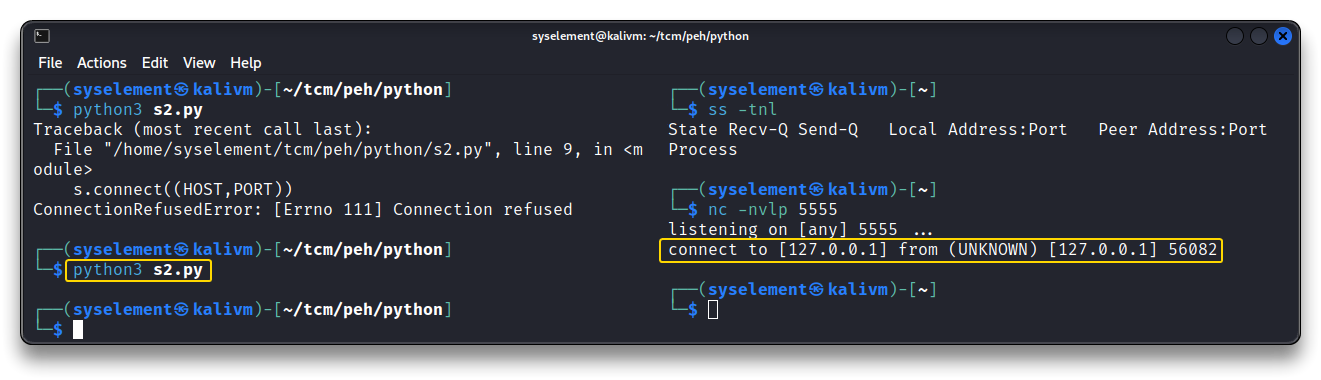 syselement@kalivm: ~/tcm/peh/python
File Actions Edit View Help
┌──(syselement㉿kalivm)-[~/tcm/peh/python]
└─$ python3 s2.py
Traceback (most recent call last):
  File "/home/syselement/tcm/peh/python/s2.py", line 9, in <m
odule>
    s.connect((HOST,PORT))
ConnectionRefusedError: [Errno 111] Connection refused
┌──(syselement㉿kalivm)-[~/tcm/peh/python]
└─$ python3 s2.py
┌──(syselement㉿kalivm)-[~/tcm/peh/python]
└─$
┌──(syselement㉿kalivm)-[~]
└─$ ss -tnl
State Recv-Q Send-Q   Local Address:Port   Peer Address:Port
Process
┌──(syselement㉿kalivm)-[~]
└─$ nc -nvlp 5555
listening on [any] 5555 ...
connect to [127.0.0.1] from (UNKNOWN) [127.0.0.1] 56082
┌──(syselement㉿kalivm)-[~]
└─$